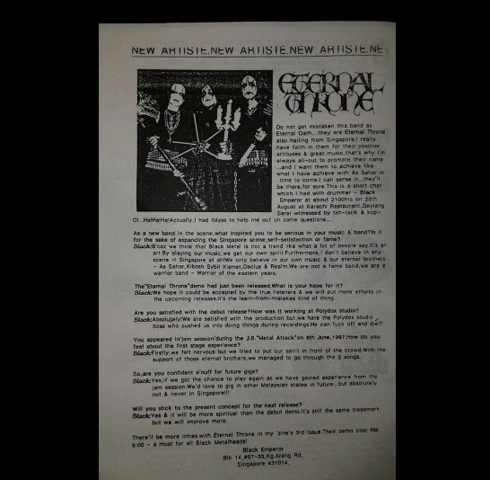 NEW ARTISTE.NEW ARTISTE.NEW ARTISTE.NE
ETERNAL
THRONE
Do not get mistaken this band as
Eternal Oath...they are Eternal Throne
also hailing from Singapore.I really
have faith in them for their positive
attitudes & great music.that's why I'm
always all-out to promote their name
...and I want them to achieve like
what I have achieve with As Sahar in
time to come.I can sense it...they'll
be there,for sure.This is a short chat
which I had with drummer - Black
Emperor at about 2100hrs on 20th
August at Karachi Restaurant,Geylang
Serai witnessed by teh-tarik & kopi-
O!...HaHaHa!Actually,I had to help me out on some questions...
As a new band in the scene,what inspired you to be serious in your music & band?Is it
for the sake of expanding the Singapore scene,self-satisfaction or fame?
Black:B'coz we think that Black Metal is not a trend like what a lot of people say.It's an
art.By playing our music,we get our own spirit.Furthermore,I don't believe in any
scene in Singapore at all!We only believe in our own music & our eternal brothers
- As Sahar,Kibosh Sybil Kismet,Decius & Realm.We are not a fame band,we are a
warrior band - Warrior of the eastern years.
The"Eternal Throne"demo had just been released.What is your hope for it?
Black:We hope it could be accepted by the true listeners & we will put more efforts in
the upcoming releases.It's the learn-from-mistakes kind of thing.
Are you satisfied with the debut release?How was it working at Polydox studio?
Black:Absolutely!We are satisfied with the production but,we hate the Polydox studio
boss who pushed us into doing things during recordings.He can fuck off and die!!
You appeared in jam session during the J.B."Metal Attack"on 8th June,1997.How do you
feel about the first stage experience?
Black:Firstly,we felt nervous but we tried to put our spirit in front of the crowd.With the
support of those eternal brothers,we managed to go through the 2 songs.
So,are you confident e'nuff for future gigs?
Black:Yes,if we got the chance to play again as we have gained experience from the
jam session.We'd love to gig in other Malaysian states in future, but absolutely
not & never in Singapore!!
Will you stick to the present concept for the next release?
Black:Yes & it will be more spiritual than the debut demo.It's still the same trademark
but we will improve more.
There'll be more inties.with Eternal Throne in my 'zine's 3rd issue.Their demo cost RM
6:00 - a must for all Black Metalheads!
Black Emperor
Blk 14,#07-33,Kg.Arang Rd,
Singapore 431014.